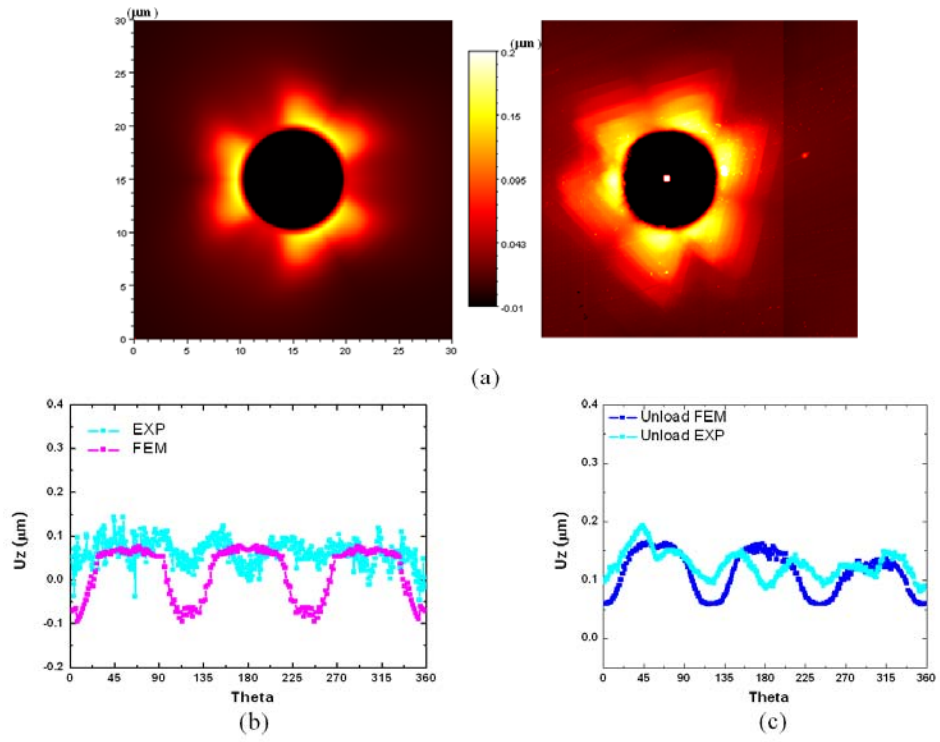 (μm)
30
25
20
15
10
5
0
0 5 10 15 20 25 30
(μm)
0.2
0.15
0.095
0.043
-0.01
(a)
0.4
0.3
0.2
0.1
0.0
-0.1
-0.2
Uz (μm)
EXP
FEM
0 45 90 135 180 225 270 315 360
Theta
(b)
0.4
0.3
0.2
0.1
0.0
Uz (μm)
Unload FEM
Unload EXP
0 45 90 135 180 225 270 315 360
Theta
(c)